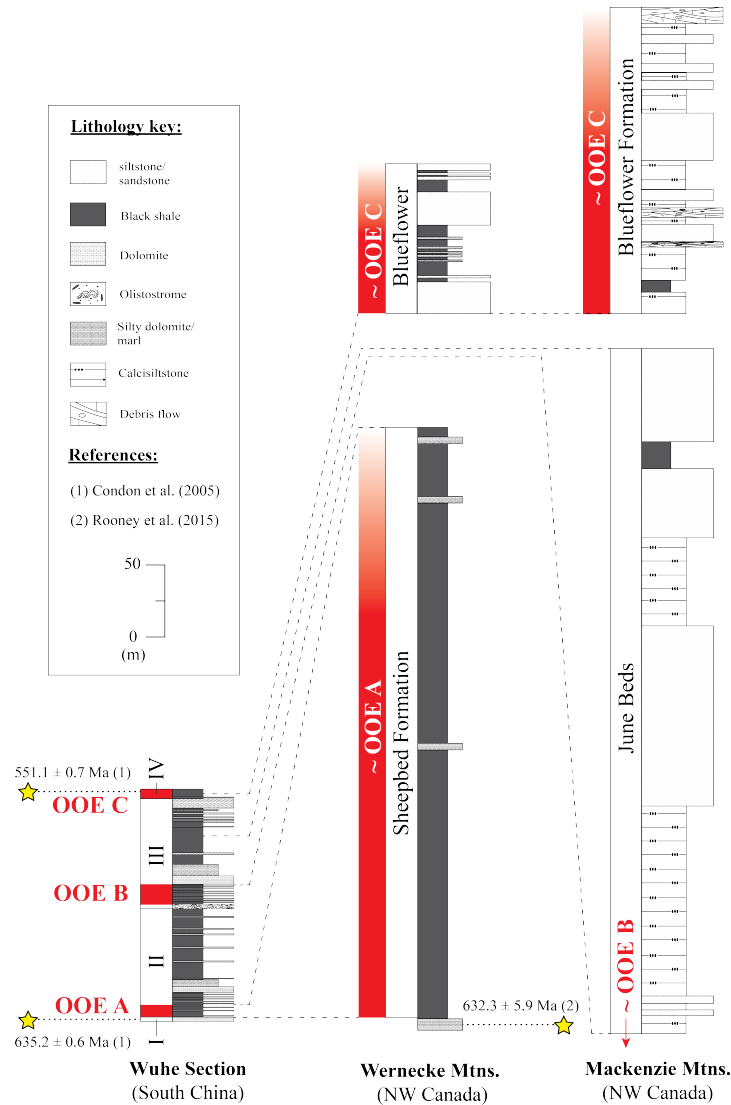 Lithology key:
siltstone/
sandstone
Black shale
Dolomite
Olistostrome
Silty dolomite/
marl
Calcisiltstone
Debris flow
References:
(1) Condon et al. (2005)
(2) Rooney et al. (2015)
50
0
(m)
551.1 ± 0.7 Ma (1)
OOE C
OOE B
OOE A
635.2 ± 0.6 Ma (1)
IV
III
II
I
Wuhe Section
(South China)
~ OOE C
Blueflower
~ OOE A
Sheepbed Formation
632.3 ± 5.9 Ma (2)
Wernecke Mtns.
(NW Canada)
~ OOE C
Blueflower Formation
June Beds
~ OOE B
Mackenzie Mtns.
(NW Canada)